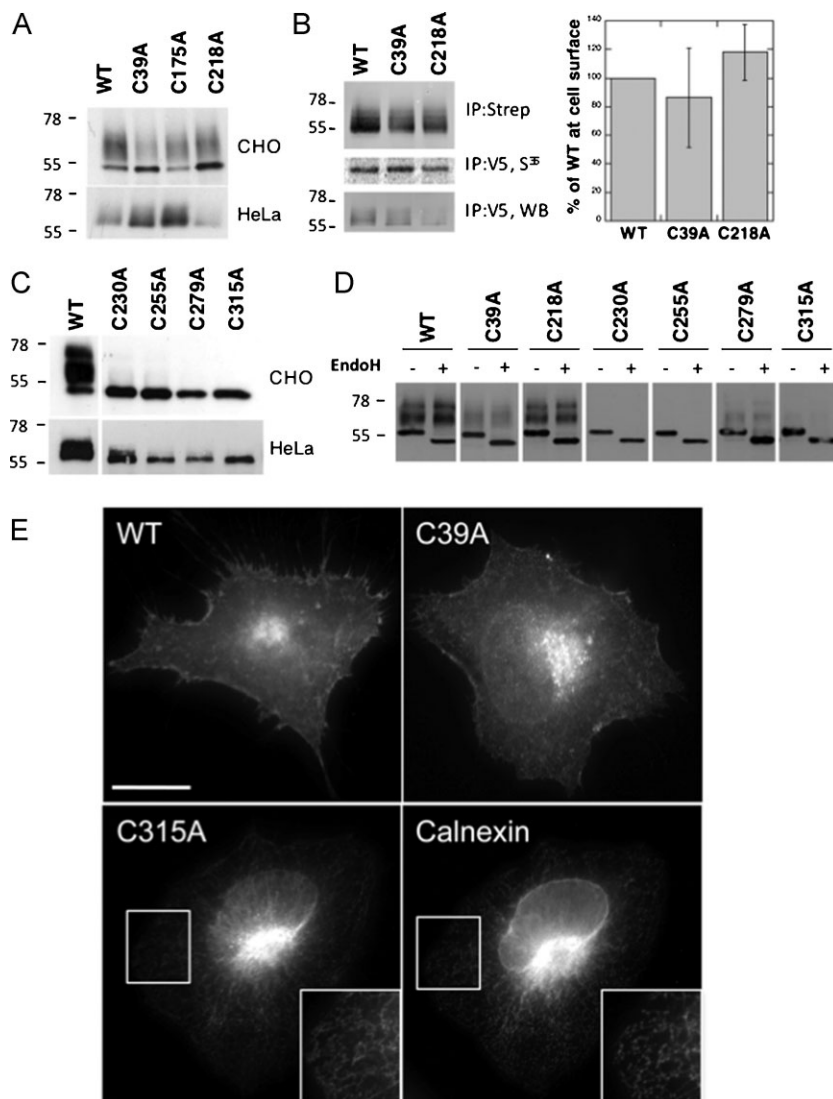 A
WT
C39A
C175A
C218A
78 -
55 -
CHO
78 -
55 -
HeLa
B
WT
C39A
C218A
78 -
55 -
IP:Strep
IP:V5, S³⁵
78 -
55 -
IP:V5, WB
% of WT at cell surface
140
120
100
80
60
40
20
0
WT
C39A
C218A
C
WT
C230A
C255A
C279A
C315A
78 -
55 -
CHO
78 -
55 -
HeLa
D
WT
C39A
C218A
C230A
C255A
C279A
C315A
EndoH - + - + - + - + - + - + - +
78 -
55 -
E
WT
C39A
C315A
Calnexin